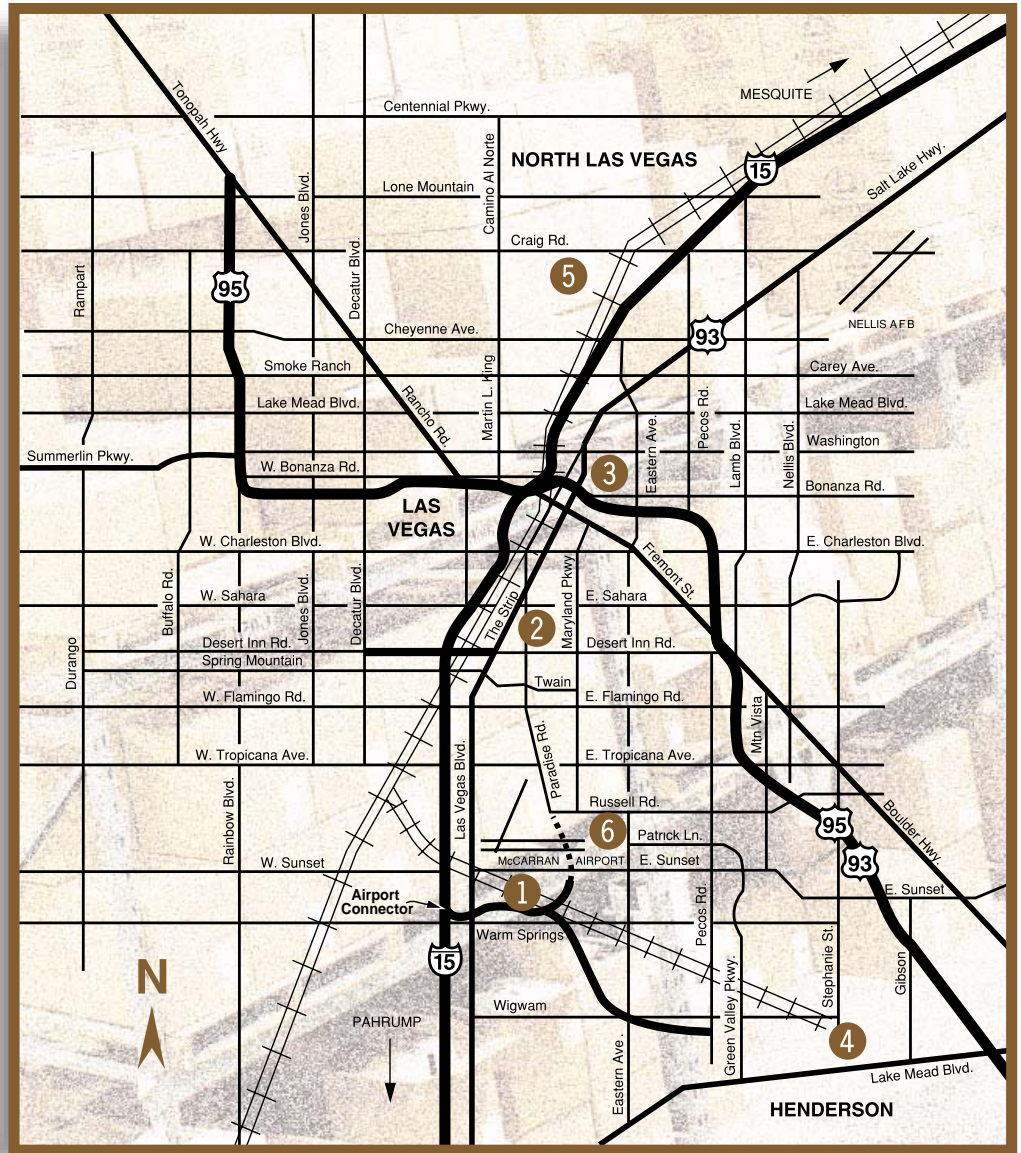 MESQUITE
Tonopah Hwy
Centennial Pkwy.
Camino Al Norte
NORTH LAS VEGAS
15
Salt Lake Hwy.
Lone Mountain
Jones Blvd.
Decatur Blvd.
Craig Rd.
Rampart
95
5
93
NELLIS A F B
Cheyenne Ave.
Smoke Ranch
Martin L. King
Carey Ave.
Lake Mead Blvd.
Rancho Rd.
Pecos Rd.
Lake Mead Blvd.
Eastern Ave.
Lamb Blvd.
Nellis Blvd.
Washington
Summerlin Pkwy.
W. Bonanza Rd.
3
Bonanza Rd.
LAS
VEGAS
W. Charleston Blvd.
E. Charleston Blvd.
Fremont St.
Buffalo Rd.
W. Sahara
Jones Blvd.
Decatur Blvd.
The Strip
Maryland Pkwy
E. Sahara
2
Durango
Desert Inn Rd.
Desert Inn Rd.
Spring Mountain
Twain
W. Flamingo Rd.
E. Flamingo Rd.
Mtn Vista
W. Tropicana Ave.
Paradise Rd.
E. Tropicana Ave.
Las Vegas Blvd.
Rainbow Blvd.
Russell Rd.
6
95
Boulder Hwy.
Patrick Ln.
W. Sunset
McCARRAN AIRPORT
E. Sunset
93
1
E. Sunset
Airport
Connector
Pecos Rd.
Warm Springs
15
Stephanie St.
Gibson
N
Green Valley Pkwy.
Wigwam
PAHRUMP
4
Eastern Ave .
Lake Mead Blvd.
HENDERSON